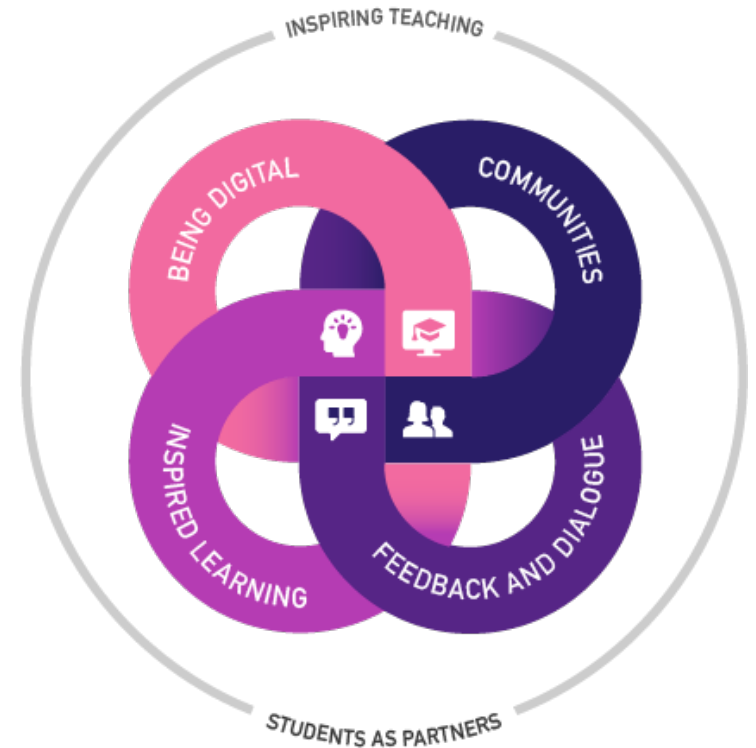 INSPIRING TEACHING
BEING DIGITAL
COMMUNITIES
INSPIRED LEARNING
FEEDBACK AND DIALOGUE
STUDENTS AS PARTNERS